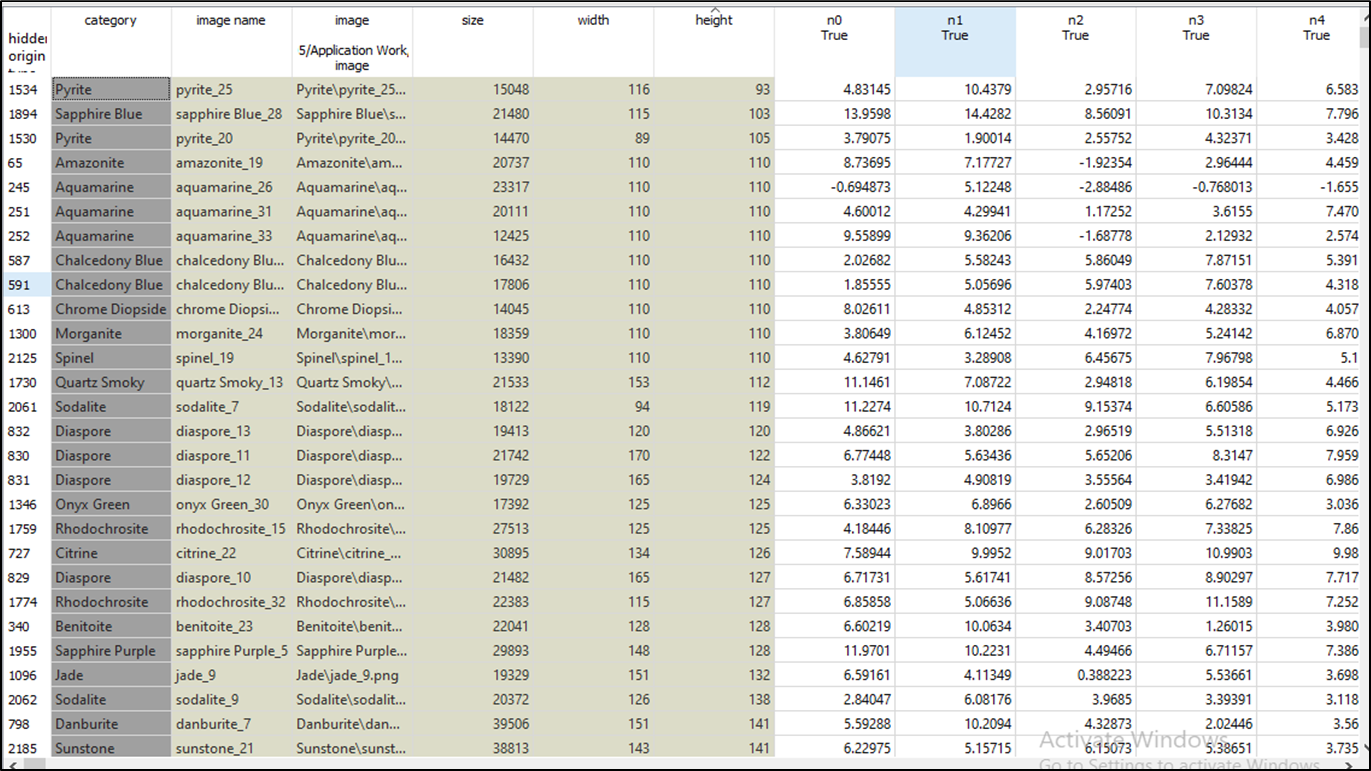 category image name image size width height n0 n1 n2 n3 n4
True True True True True
hidden
origin 5/Application Work,
image
1534 Pyrite pyrite_25 Pyrite\pyrite_25... 15048 116 93 4.83145 10.4379 2.95716 7.09824 6.583
1894 Sapphire Blue sapphire Blue_28 Sapphire Blue\s... 21480 115 103 13.9598 14.4282 8.56091 10.3134 7.796
1530 Pyrite pyrite_20 Pyrite\pyrite_20... 14470 89 105 3.79075 1.90014 2.55752 4.32371 3.428
65 Amazonite amazonite_19 Amazonite\am... 20737 110 110 8.73695 7.17727 -1.92354 2.96444 4.459
245 Aquamarine aquamarine_26 Aquamarine\aq... 23317 110 110 -0.694873 5.12248 -2.88486 -0.768013 -1.655
251 Aquamarine aquamarine_31 Aquamarine\aq... 20111 110 110 4.60012 4.29941 1.17252 3.6155 7.470
252 Aquamarine aquamarine_33 Aquamarine\aq... 12425 110 110 9.55899 9.36206 -1.68778 2.12932 2.574
587 Chalcedony Blue chalcedony Blu... Chalcedony Blu... 16432 110 110 2.02682 5.58243 5.86049 7.87151 5.391
591 Chalcedony Blue chalcedony Blu... Chalcedony Blu... 17806 110 110 1.85555 5.05696 5.97403 7.60378 4.318
613 Chrome Diopside chrome Diopsi... Chrome Diopsi... 14045 110 110 8.02611 4.85312 2.24774 4.28332 4.057
1300 Morganite morganite_24 Morganite\mor... 18359 110 110 3.80649 6.12452 4.16972 5.24142 6.870
2125 Spinel spinel_19 Spinel\spinel_1... 13390 110 110 4.62791 3.28908 6.45675 7.96798 5.1
1730 Quartz Smoky quartz Smoky_13 Quartz Smoky\... 21533 153 112 11.1461 7.08722 2.94818 6.19854 4.466
2061 Sodalite sodalite_7 Sodalite\sodalit... 18122 94 119 11.2274 10.7124 9.15374 6.60586 5.173
832 Diaspore diaspore_13 Diaspore\diasp... 19413 120 120 4.86621 3.80286 2.96519 5.51318 6.926
830 Diaspore diaspore_11 Diaspore\diasp... 21742 170 122 6.77448 5.63436 5.65206 8.3147 7.959
831 Diaspore diaspore_12 Diaspore\diasp... 19729 165 124 3.8192 4.90819 3.55564 3.41942 6.986
1346 Onyx Green onyx Green_30 Onyx Green\on... 17392 125 125 6.33023 6.8966 2.60509 6.27682 3.036
1759 Rhodochrosite rhodochrosite_15 Rhodochrosite\... 27513 125 125 4.18446 8.10977 6.28326 7.33825 7.86
727 Citrine citrine_22 Citrine\citrine_... 30895 134 126 7.58944 9.9952 9.01703 10.9903 9.98
829 Diaspore diaspore_10 Diaspore\diasp... 21482 165 127 6.71731 5.61741 8.57256 8.90297 7.717
1774 Rhodochrosite rhodochrosite_32 Rhodochrosite\... 22383 115 127 6.85858 5.06636 9.08748 11.1589 7.252
340 Benitoite benitoite_23 Benitoite\benit... 22041 128 128 6.60219 10.0634 3.40703 1.26015 3.980
1955 Sapphire Purple sapphire Purple_5 Sapphire Purple... 29893 148 128 11.9701 10.2231 4.49466 6.71157 7.386
1096 Jade jade_9 Jade\jade_9.png 19329 151 132 6.59161 4.11349 0.388223 5.53661 3.698
2062 Sodalite sodalite_9 Sodalite\sodalit... 20372 126 138 2.84047 6.08176 3.9685 3.39391 3.118
798 Danburite danburite_7 Danburite\dan... 39506 151 141 5.59288 10.2094 4.32873 2.02446 3.56
2185 Sunstone sunstone_21 Sunstone\sunst... 38813 143 141 6.22975 5.15715 6.15073 5.38651 3.735
Activate Windows
Go to Settings to activate Windows.